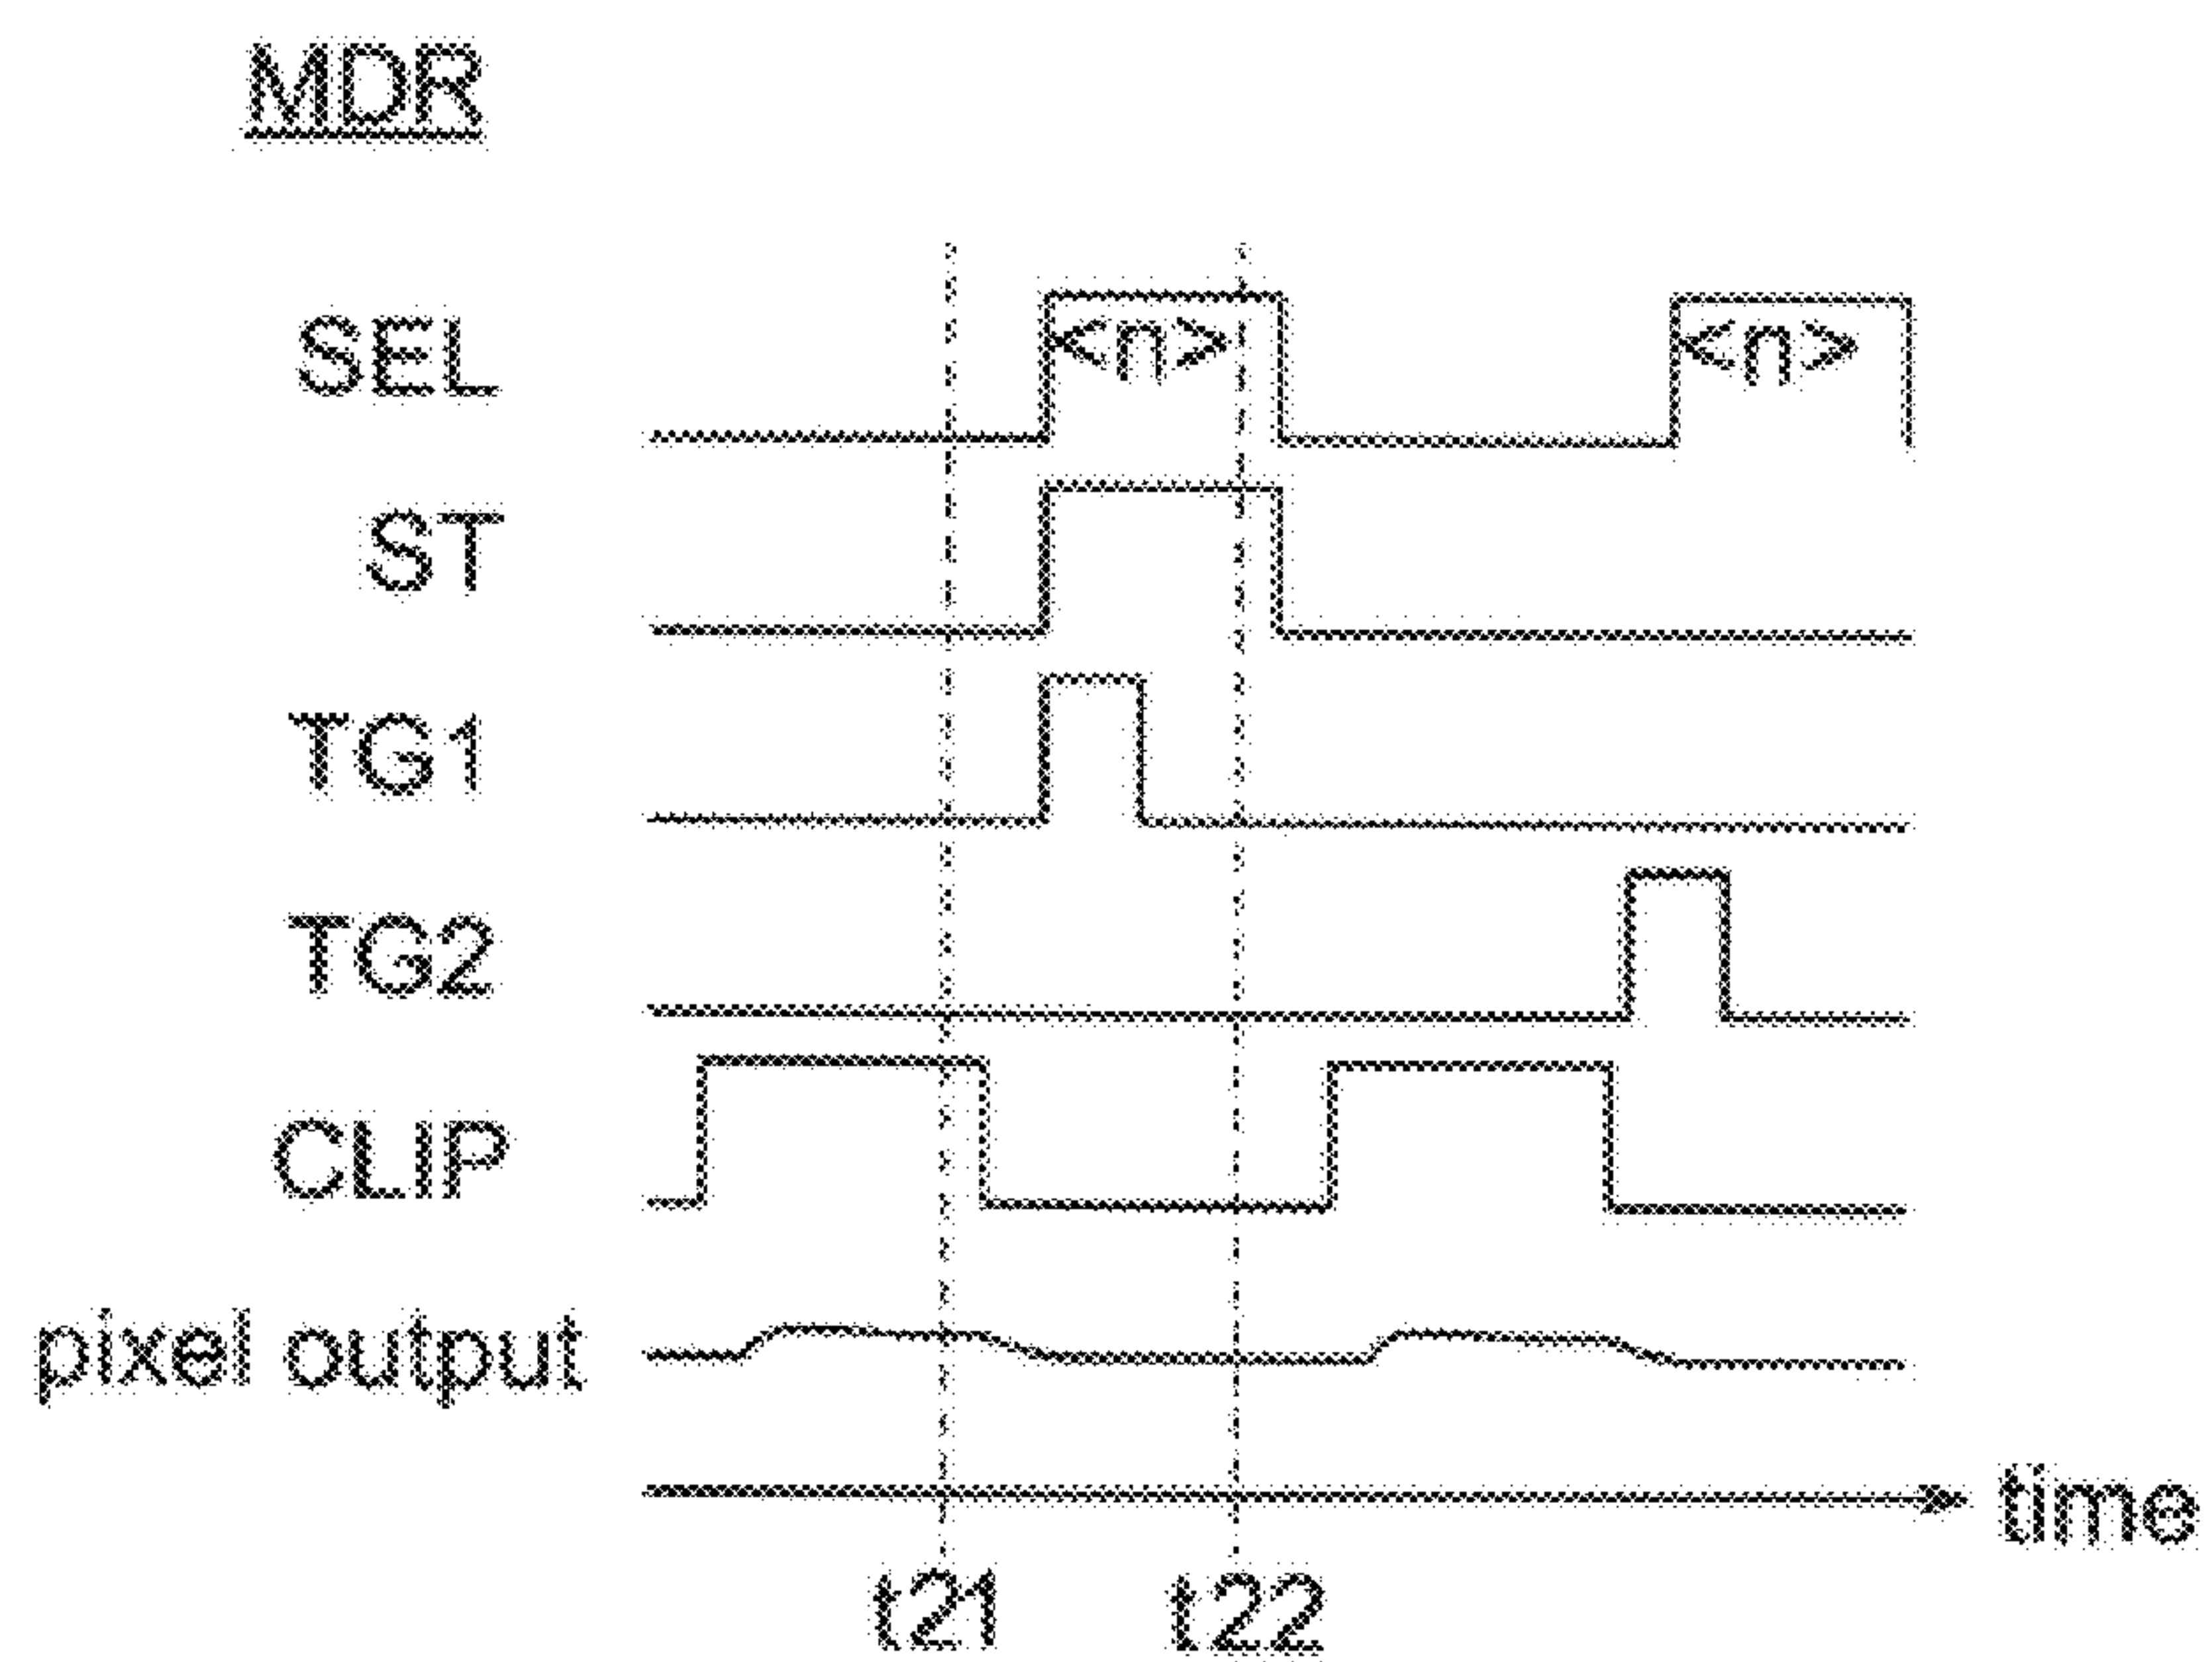 MDR
SEL <n> <n>
ST
TG1
TG2
CLIP
pixel output
time
t21 t22